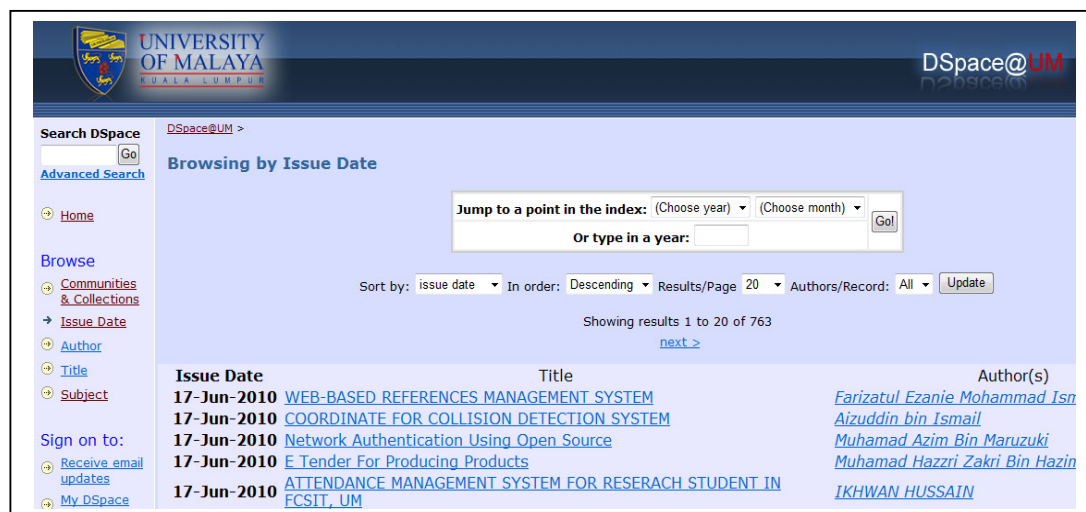 UNIVERSITY
OF MALAYA
KUALA LUMPUR
DSpace@UM
Search DSpace
Go
Advanced Search
Home
Browse
Communities
& Collections
Issue Date
Author
Title
Subject
Sign on to:
Receive email
updates
My DSpace
DSpace@UM >
Browsing by Issue Date
Jump to a point in the index: (Choose year) (Choose month) Go!
Or type in a year:
Sort by: issue date In order: Descending Results/Page 20 Authors/Record: All Update
Showing results 1 to 20 of 763
next >
Issue Date Title Author(s)
17-Jun-2010 WEB-BASED REFERENCES MANAGEMENT SYSTEM Farizatul Ezanie Mohammad Ism
17-Jun-2010 COORDINATE FOR COLLISION DETECTION SYSTEM Aizuddin bin Ismail
17-Jun-2010 Network Authentication Using Open Source Muhamad Azim Bin Maruzuki
17-Jun-2010 E Tender For Producing Products Muhamad Hazzri Zakri Bin Hazim
17-Jun-2010 ATTENDANCE MANAGEMENT SYSTEM FOR RESERACH STUDENT IN IKHWAN HUSSAIN
FCSIT, UM